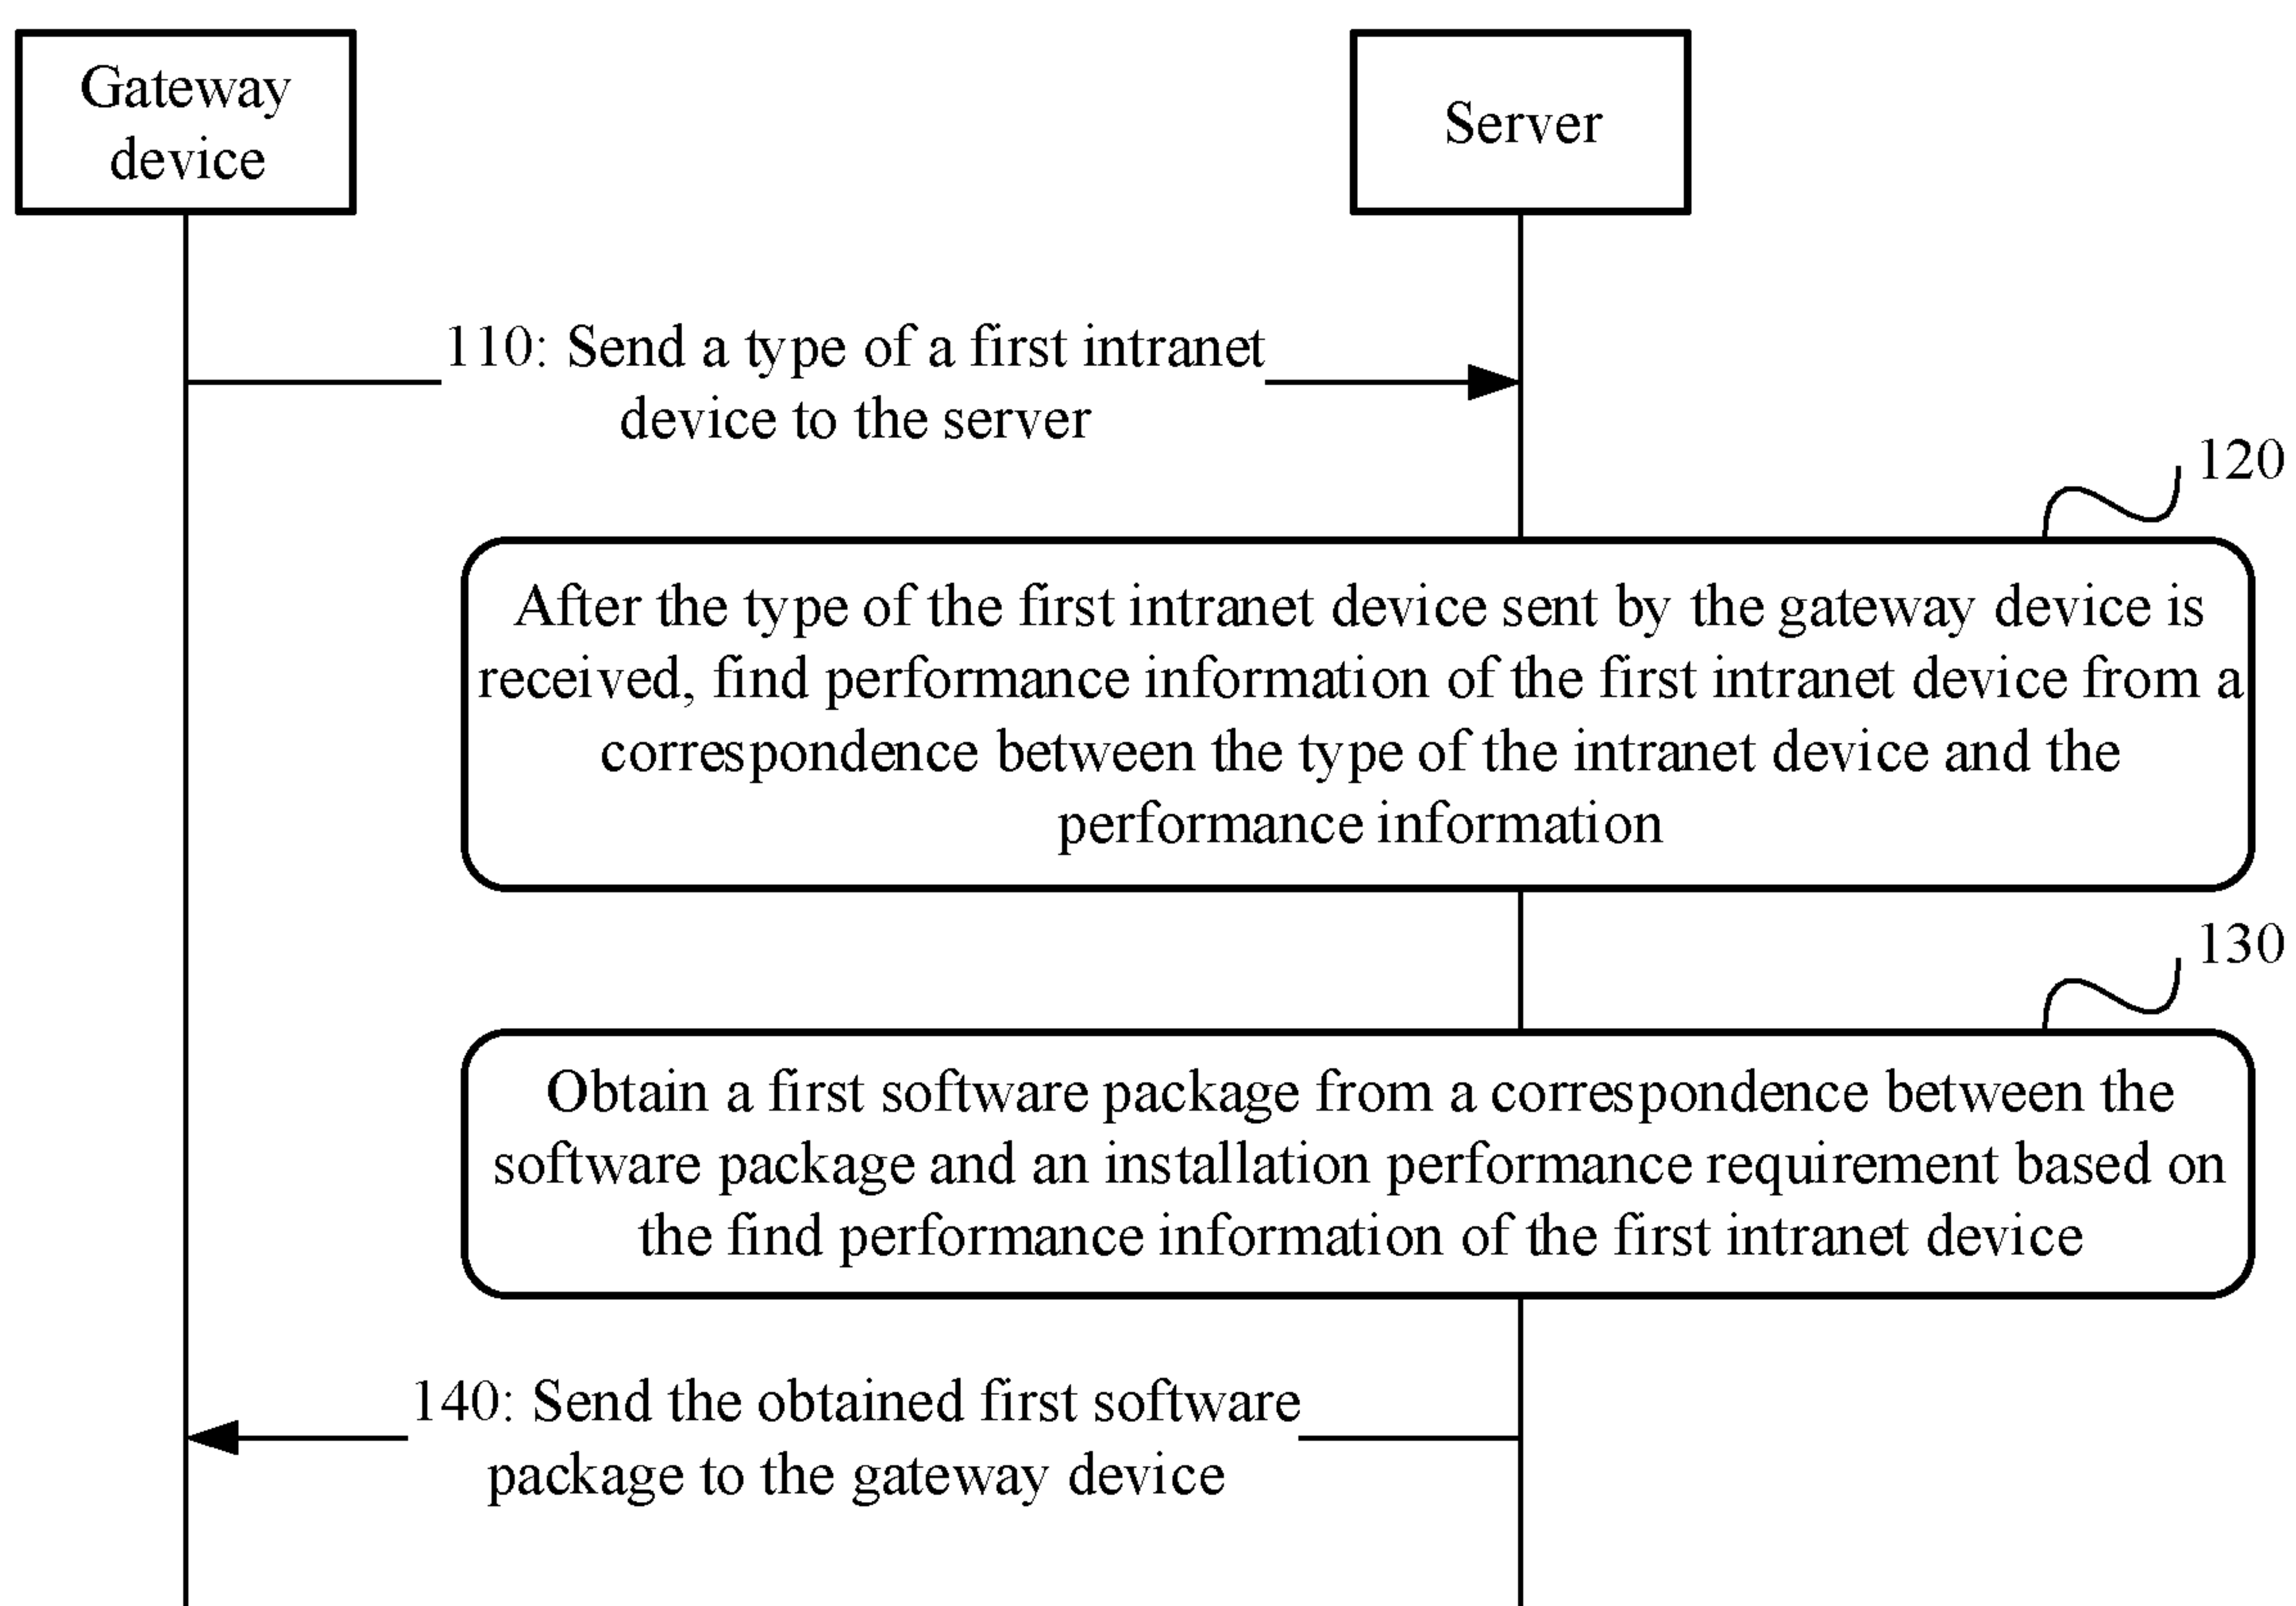 Gateway
device
Server
110: Send a type of a first intranet
device to the server
120
After the type of the first intranet device sent by the gateway device is
received, find performance information of the first intranet device from a
correspondence between the type of the intranet device and the
performance information
130
Obtain a first software package from a correspondence between the
software package and an installation performance requirement based on
the find performance information of the first intranet device
140: Send the obtained first software
package to the gateway device